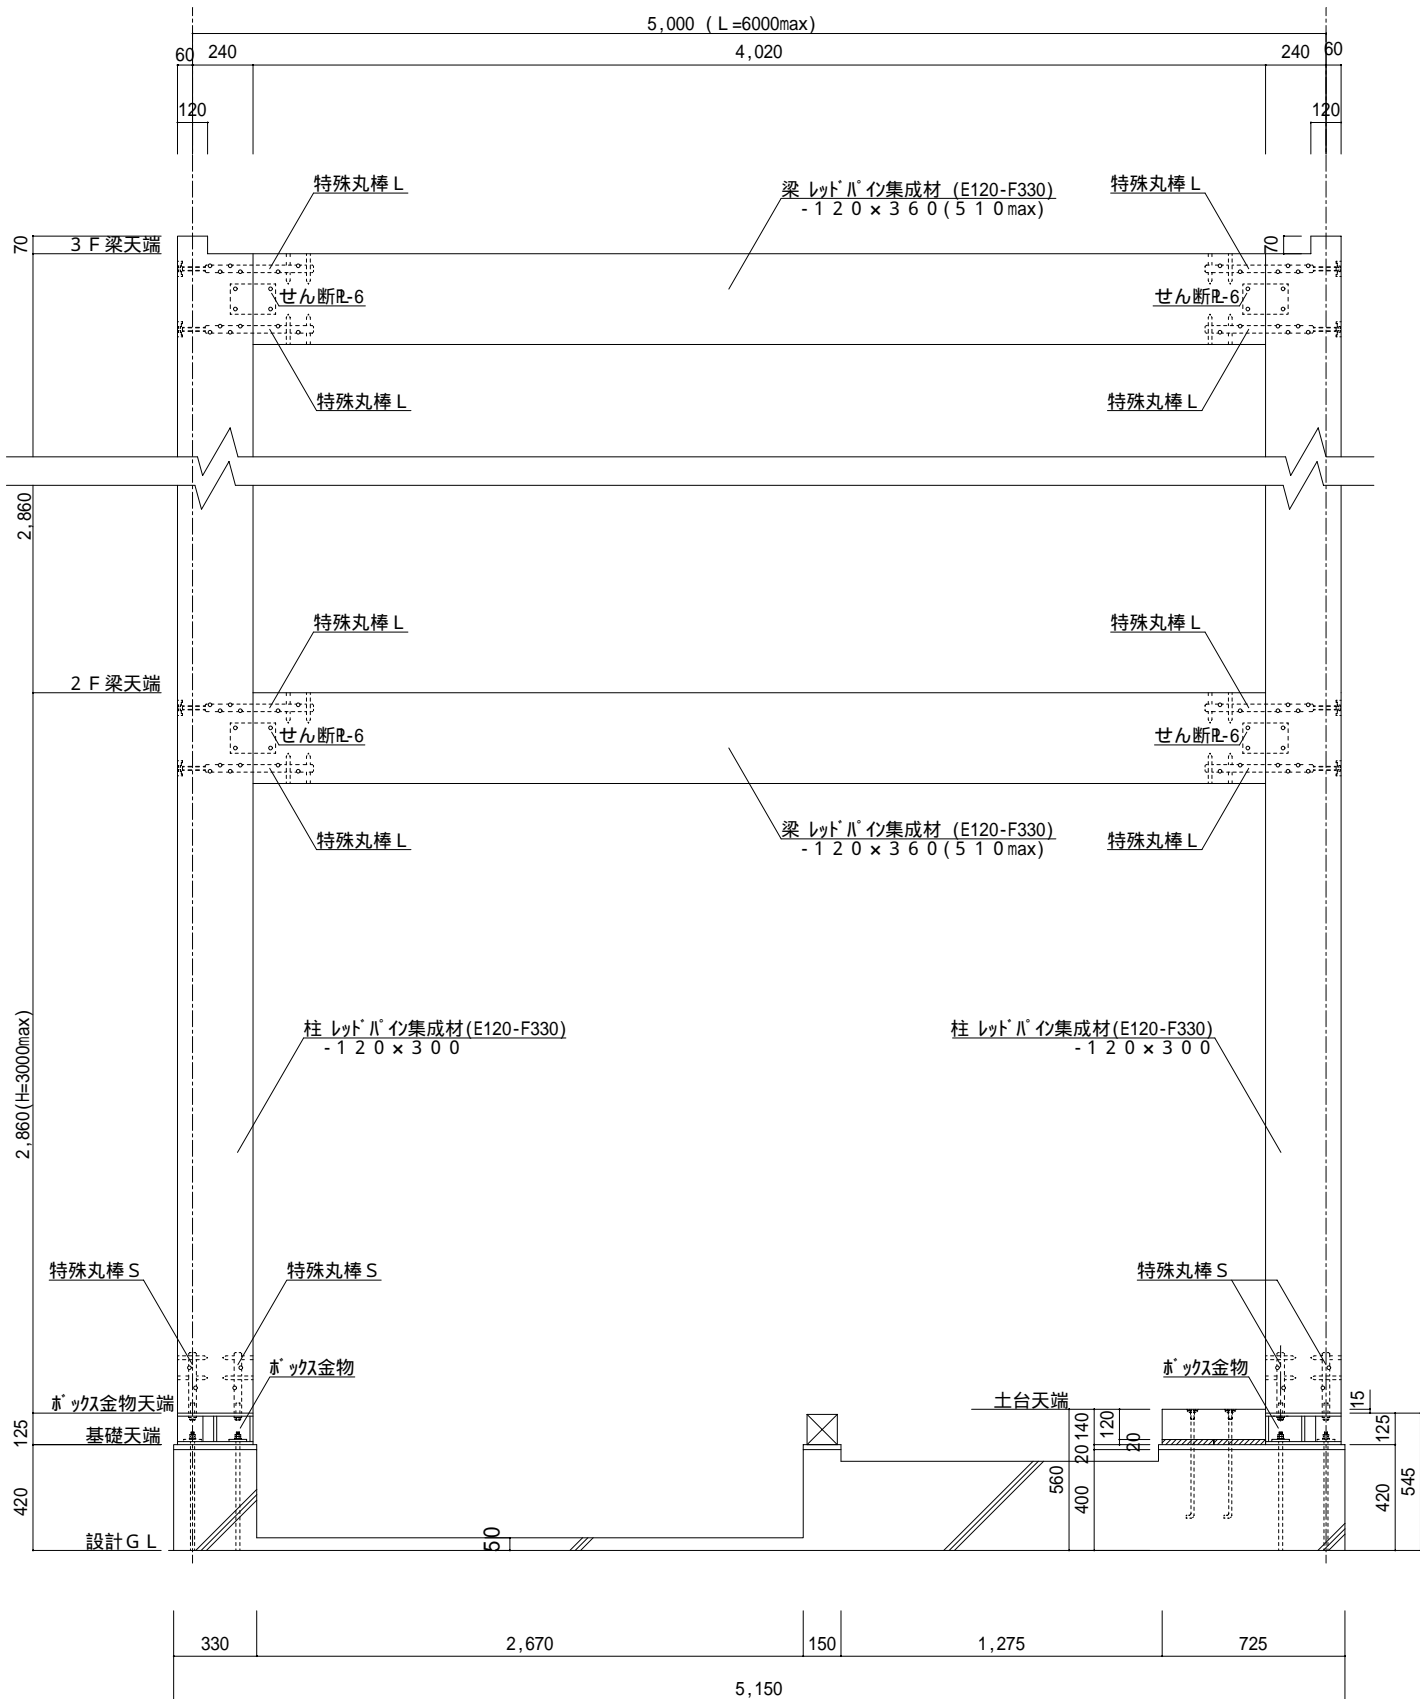 5,000 (L=6000max)
60 240 4,020 240 60
120 120
特殊丸棒L
梁 ﾚｯﾄﾞﾊﾟｲﾝ集成材 (E120-F330)
-120×360(510max)
特殊丸棒L
70
3F梁天端
70
せん断PL-6
せん断PL-6
特殊丸棒L
特殊丸棒L
2,860
特殊丸棒L
特殊丸棒L
2F梁天端
せん断PL-6
せん断PL-6
特殊丸棒L
梁 ﾚｯﾄﾞﾊﾟｲﾝ集成材 (E120-F330)
-120×360(510max)
特殊丸棒L
2,860(H=3000max)
柱 ﾚｯﾄﾞﾊﾟｲﾝ集成材(E120-F330)
-120×300
柱 ﾚｯﾄﾞﾊﾟｲﾝ集成材(E120-F330)
-120×300
特殊丸棒S
特殊丸棒S
特殊丸棒S
ﾎﾞｯｸｽ金物
ﾎﾞｯｸｽ金物
ﾎﾞｯｸｽ金物天端
土台天端
15
125
基礎天端
140
120
20
20
125
420
560
400
420
545
設計GL
50
330 2,670 150 1,275 725
5,150